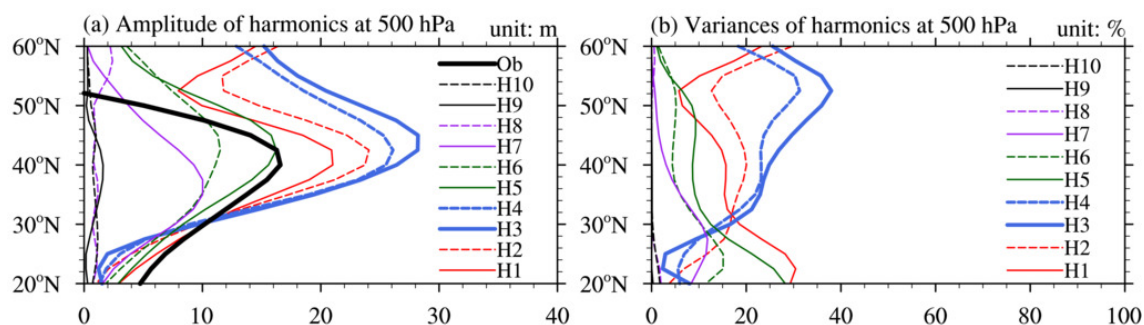 (a) Amplitude of harmonics at 500 hPa unit: m
60°N
50°N
40°N
30°N
20°N
0 10 20 30 40
Ob
H10
H9
H8
H7
H6
H5
H4
H3
H2
H1
(b) Variances of harmonics at 500 hPa unit: %
60°N
50°N
40°N
30°N
20°N
0 20 40 60 80 100
H10
H9
H8
H7
H6
H5
H4
H3
H2
H1